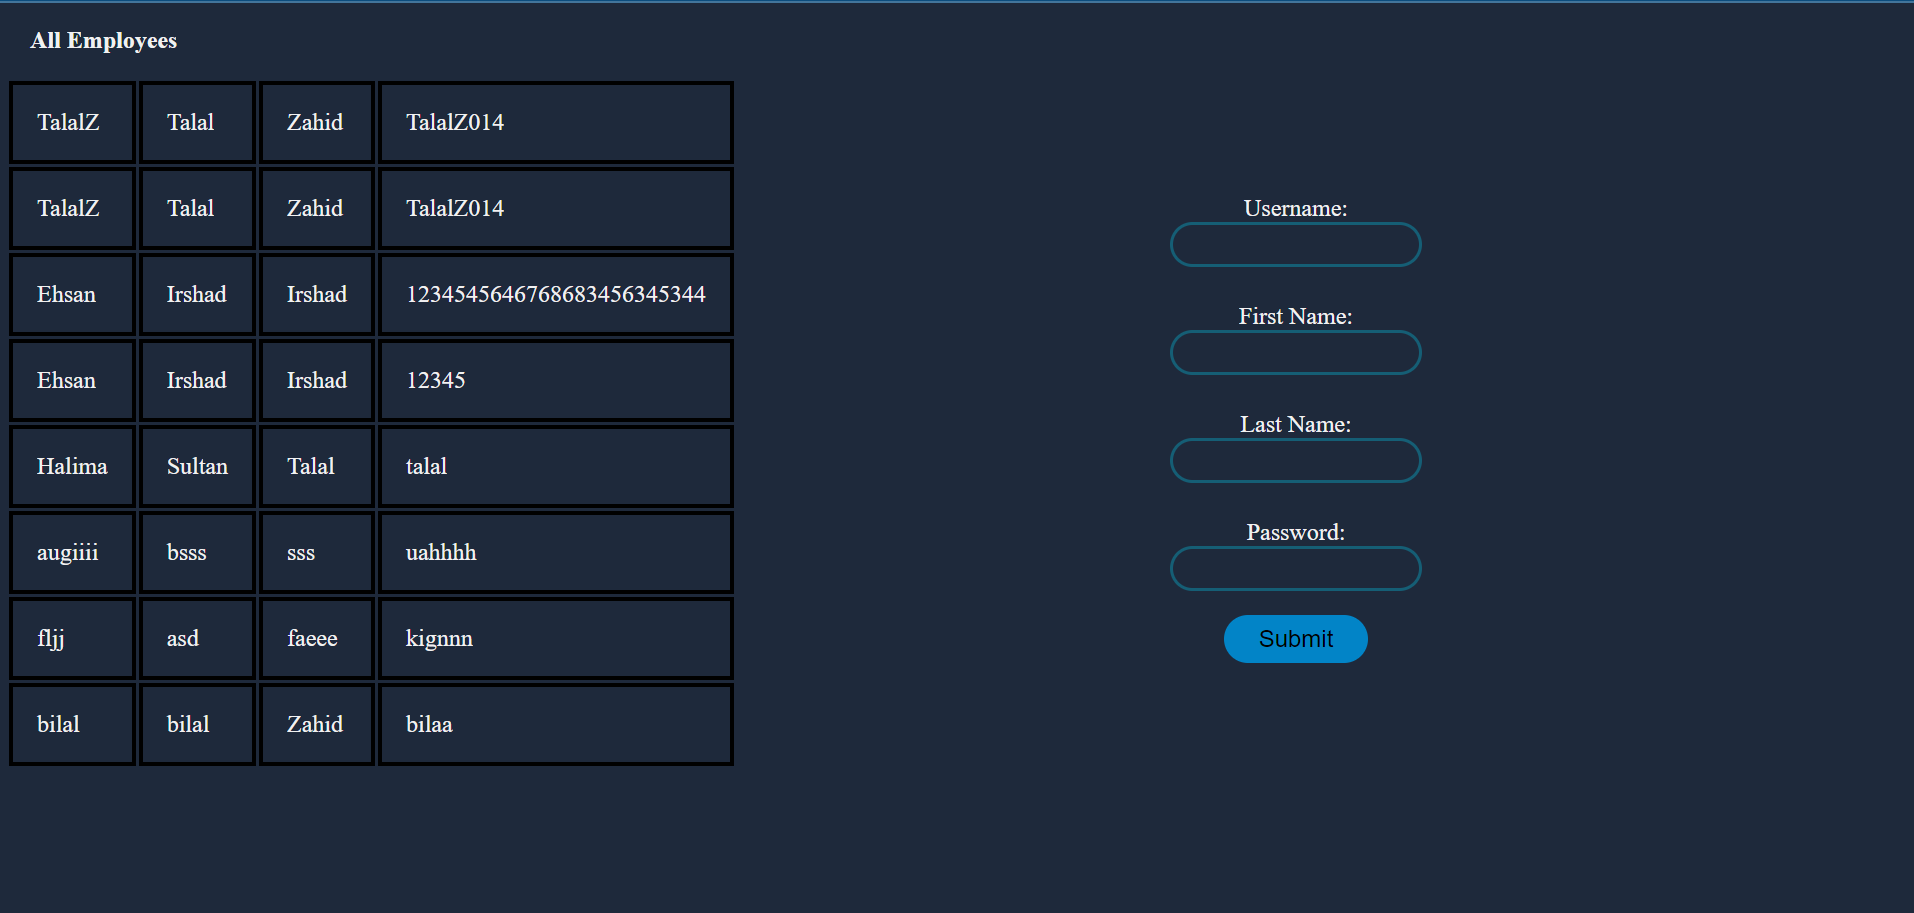 All Employees
TalalZ Talal Zahid TalalZ014
TalalZ Talal Zahid TalalZ014
Ehsan Irshad Irshad 1234545646768683456345344
Ehsan Irshad Irshad 12345
Halima Sultan Talal talal
augiiii bsss sss uahhhh
fljj asd faeee kignnn
bilal bilal Zahid bilaa
Username:
First Name:
Last Name:
Password:
Submit